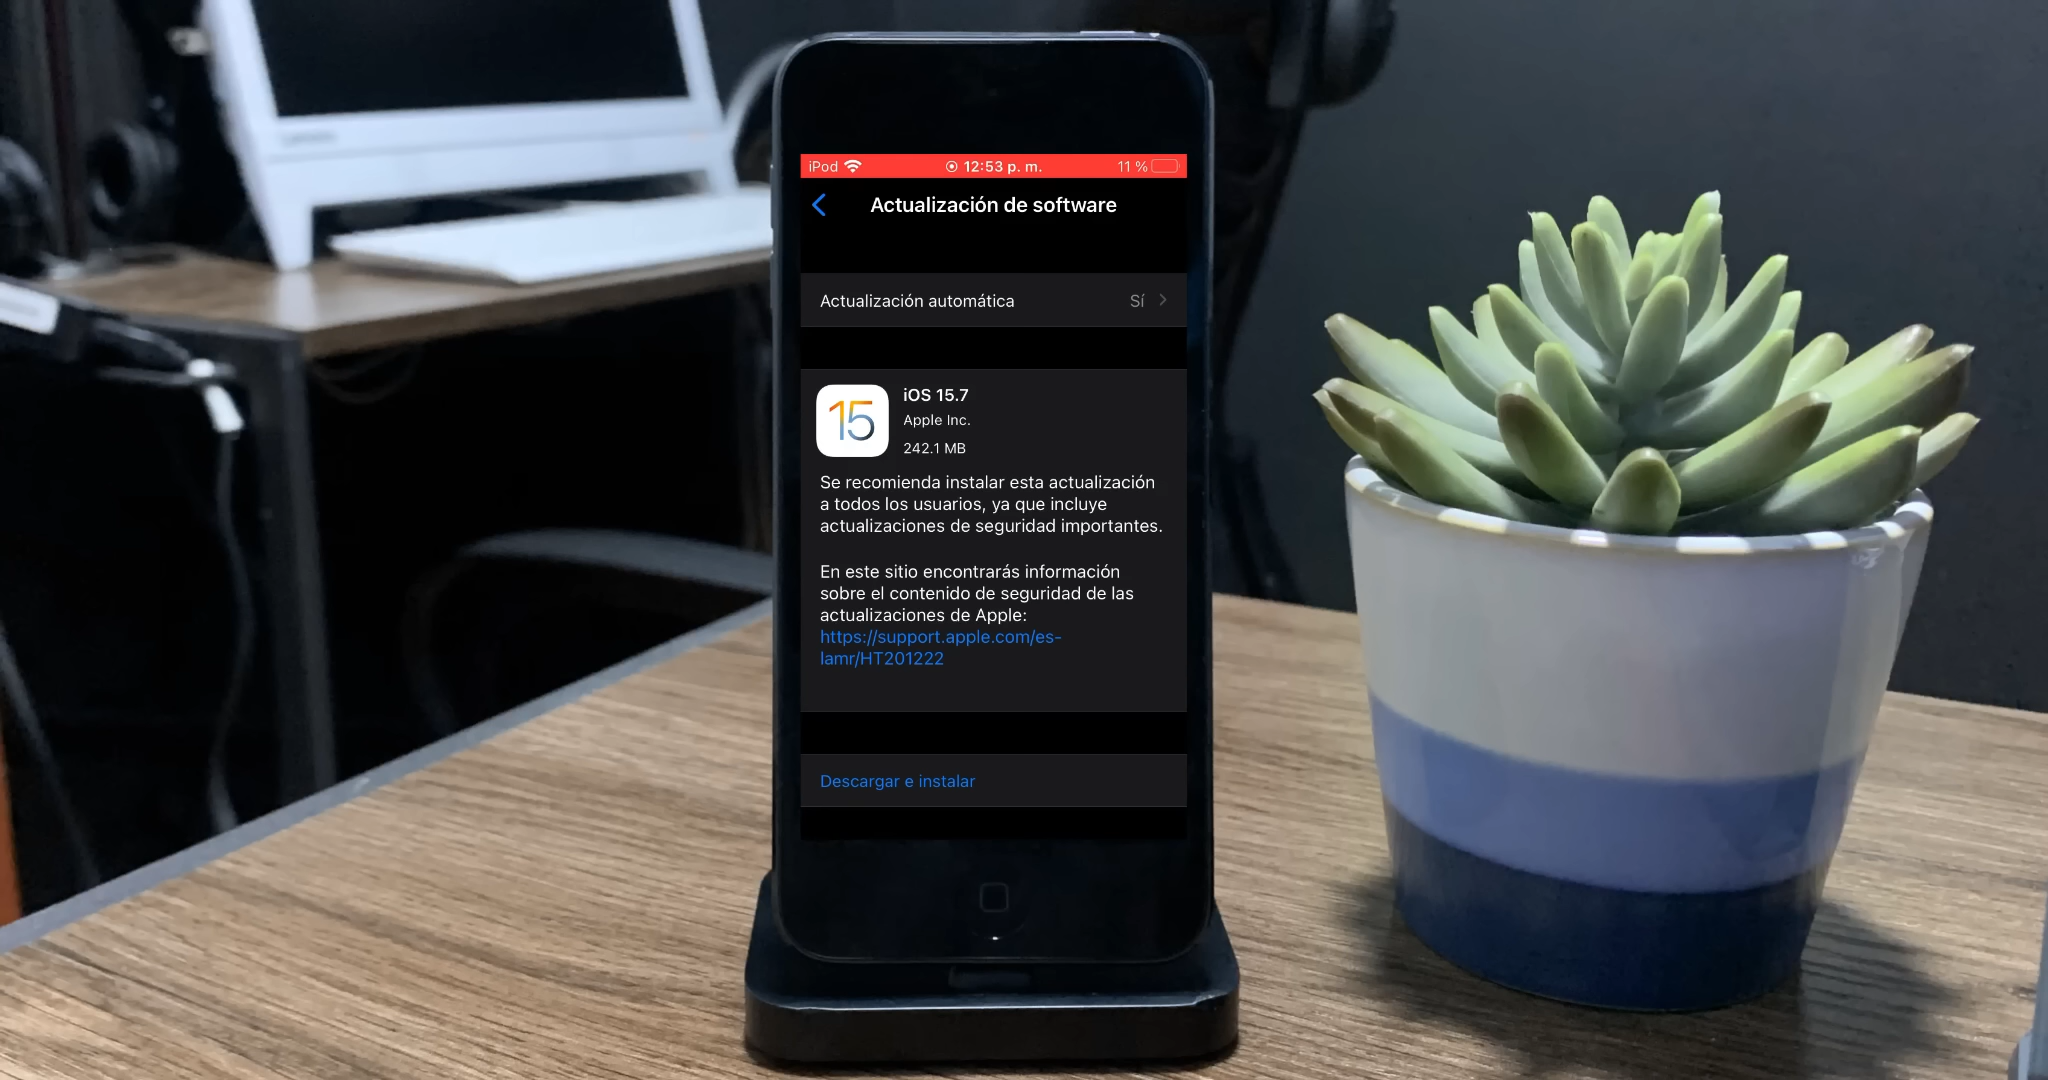 iPod 12:53 p. m. 11 %
Actualización de software
Actualización automática Sí
15
iOS 15.7
Apple Inc.
242.1 MB
Se recomienda instalar esta actualización
a todos los usuarios, ya que incluye
actualizaciones de seguridad importantes.
En este sitio encontrarás información
sobre el contenido de seguridad de las
actualizaciones de Apple:
https://support.apple.com/es-
lamr/HT201222
Descargar e instalar